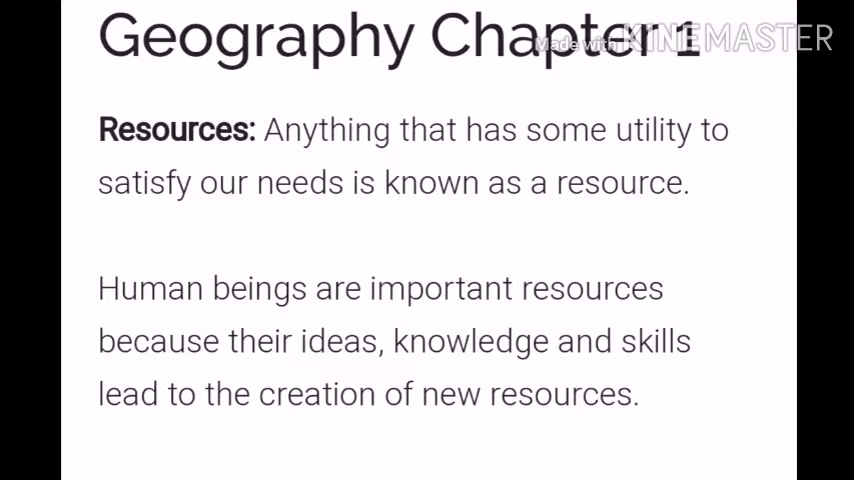 Geography Chapter 1
Made with KINEMASTER
Resources: Anything that has some utility to
satisfy our needs is known as a resource.
Human beings are important resources
because their ideas, knowledge and skills
lead to the creation of new resources.